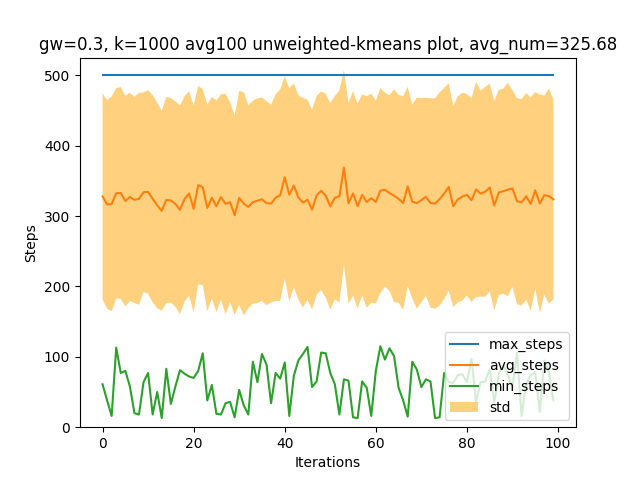 gw=0.3, k=1000 avg100 unweighted-kmeans plot, avg_num=325.68
500
400
300
200
100
0
Steps
max_steps
avg_steps
min_steps
std
0 20 40 60 80 100
Iterations